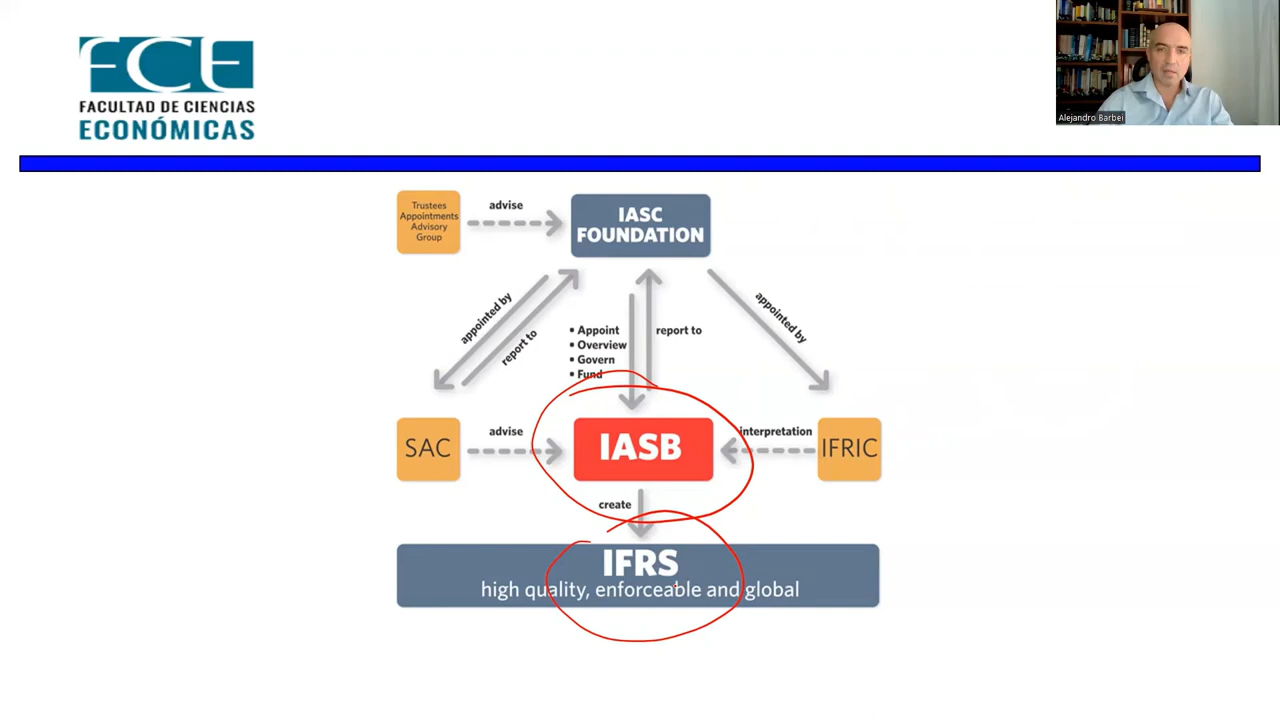 FCE
FACULTAD DE CIENCIAS
ECONÓMICAS
Alejandro Barbei
Trustees
Appointments
Advisory
Group
advise
IASC
FOUNDATION
appointed by
report to
• Appoint
• Overview
• Govern
• Fund
report to
appointed by
SAC
advise
IASB
interpretation
IFRIC
create
IFRS
high quality, enforceable and global